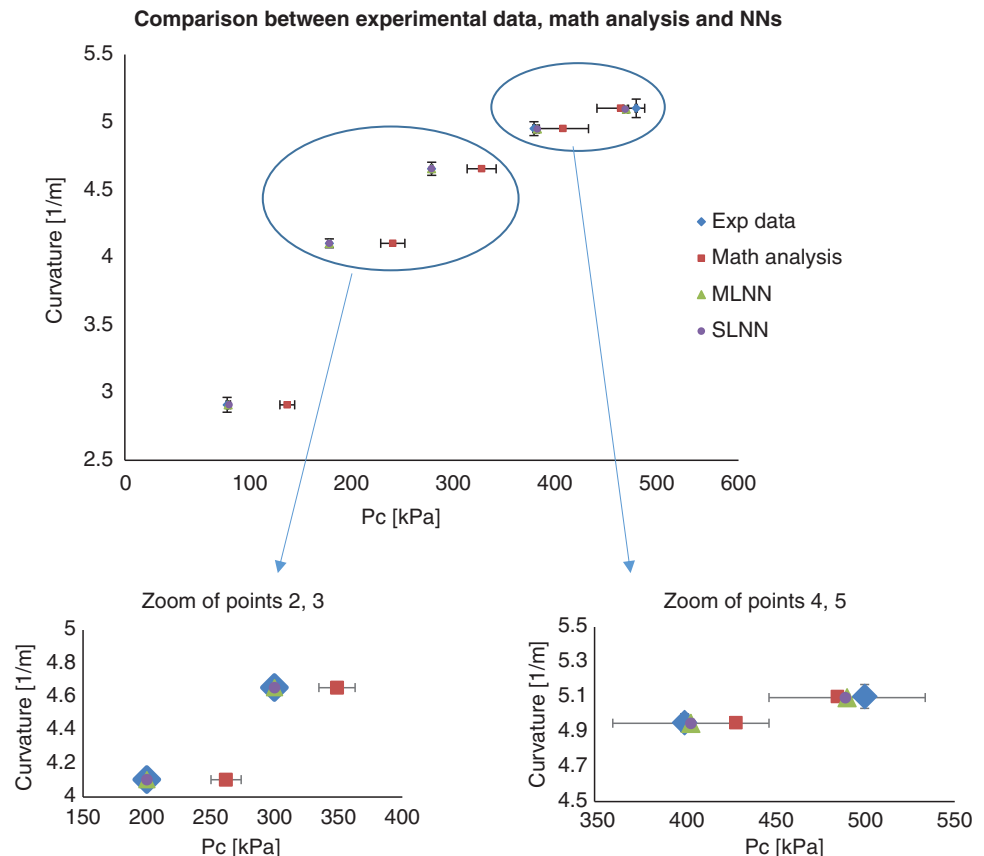 Comparison between experimental data, math analysis and NNs
5.5
5
4.5
4
3.5
3
2.5
Curvature [1/m]
0
100
200
300
400
500
600
Pc [kPa]
Exp data
Math analysis
MLNN
SLNN
Zoom of points 2, 3
5
4.8
4.6
4.4
4.2
4
Curvature [1/m]
150
200
250
300
350
400
Pc [kPa]
Zoom of points 4, 5
5.5
5.3
5.1
4.9
4.7
4.5
Curvature [1/m]
350
400
450
500
550
Pc [kPa]